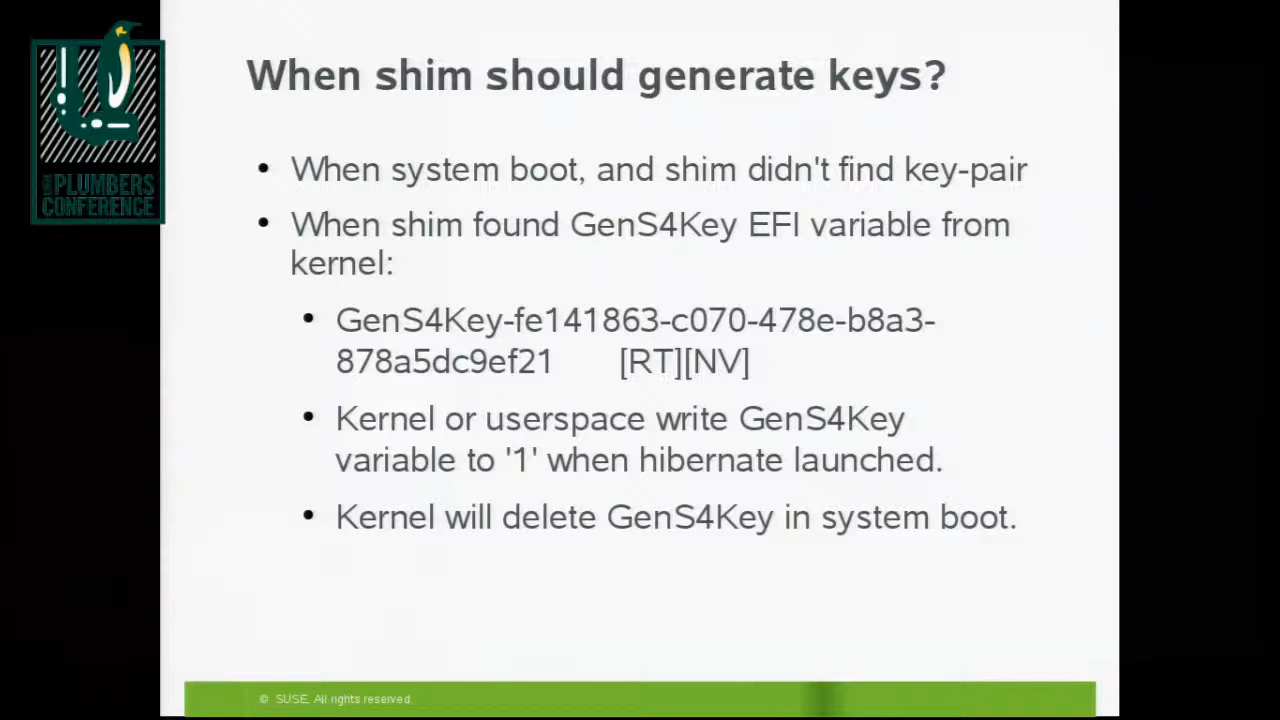 When shim should generate keys?
• When system boot, and shim didn't find key-pair
• When shim found GenS4Key EFI variable from
kernel:
• GenS4Key-fe141863-c070-478e-b8a3-
878a5dc9ef21 [RT][NV]
• Kernel or userspace write GenS4Key
variable to '1' when hibernate launched.
• Kernel will delete GenS4Key in system boot.
PLUMBERS
CONFERENCE
© SUSE, All rights reserved